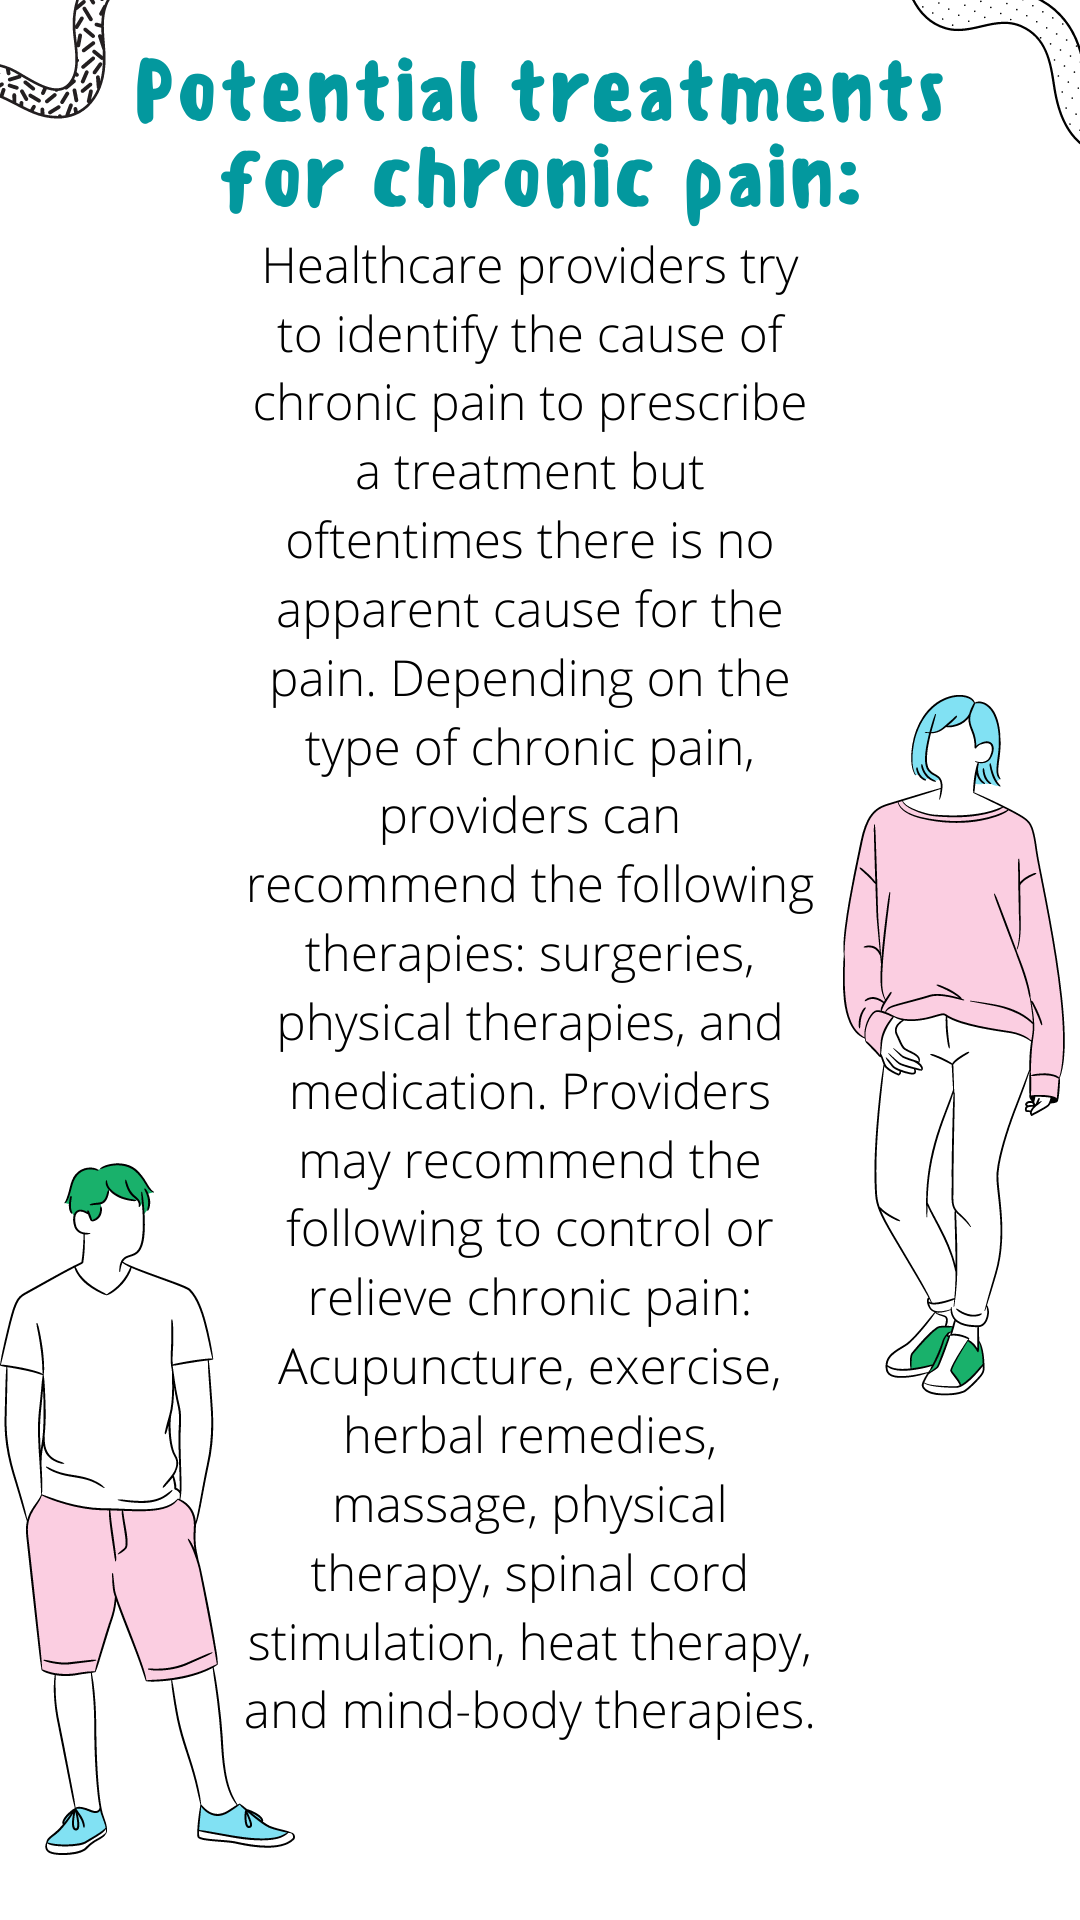 Potential treatments
for chronic pain:
Healthcare providers try
to identify the cause of
chronic pain to prescribe
a treatment but
oftentimes there is no
apparent cause for the
pain. Depending on the
type of chronic pain,
providers can
recommend the following
therapies: surgeries,
physical therapies, and
medication. Providers
may recommend the
following to control or
relieve chronic pain:
Acupuncture, exercise,
herbal remedies,
massage, physical
therapy, spinal cord
stimulation, heat therapy,
and mind-body therapies.